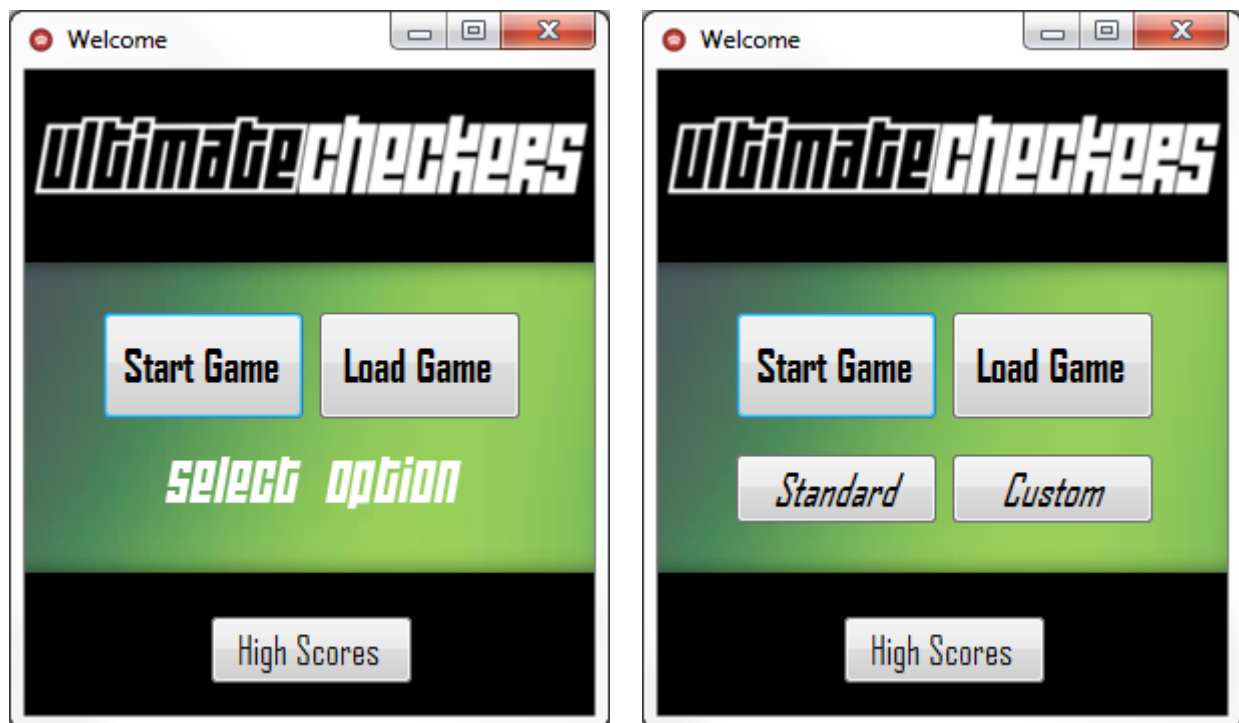 Welcome
ultimatecheckers
Start Game
Load Game
select option
High Scores
Welcome
ultimatecheckers
Start Game
Load Game
Standard
Custom
High Scores